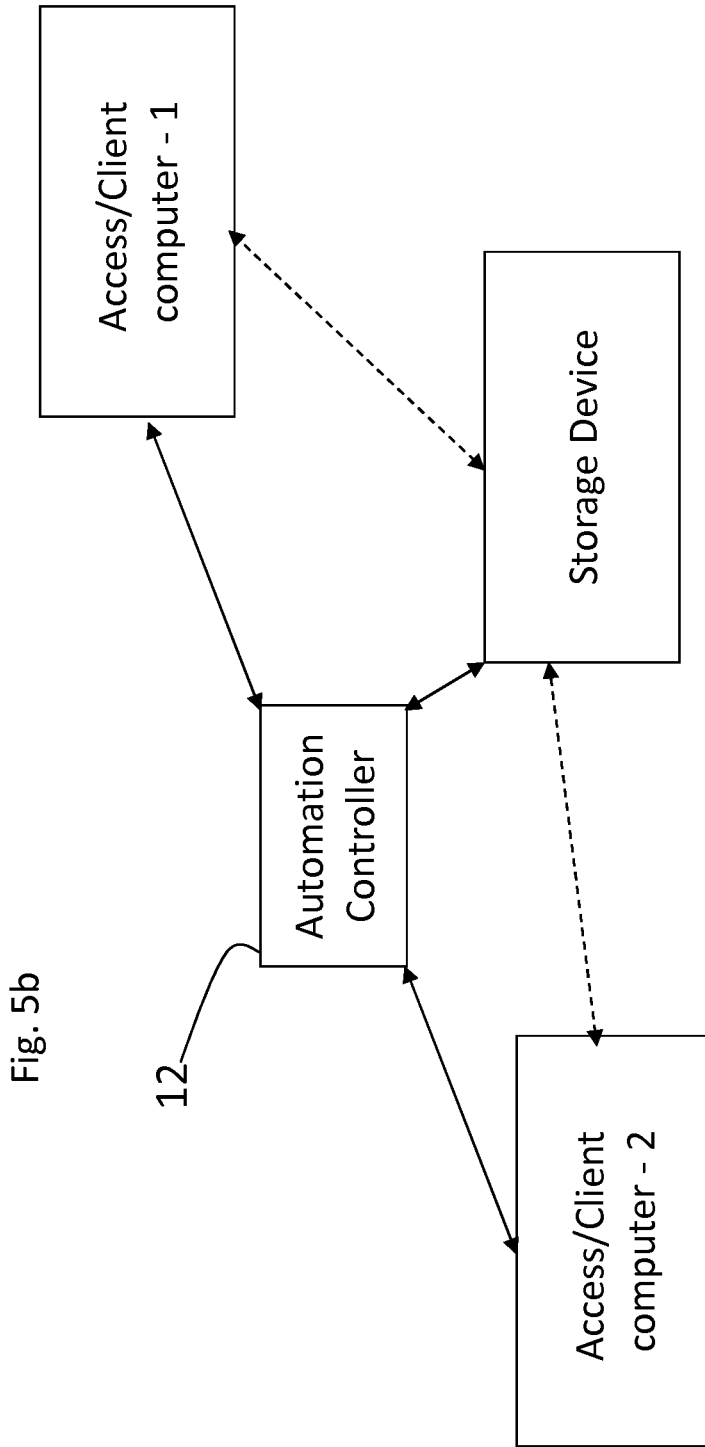 Fig. 5b
12
Automation
Controller
Access/Client
computer - 1
Access/Client
computer - 2
Storage Device